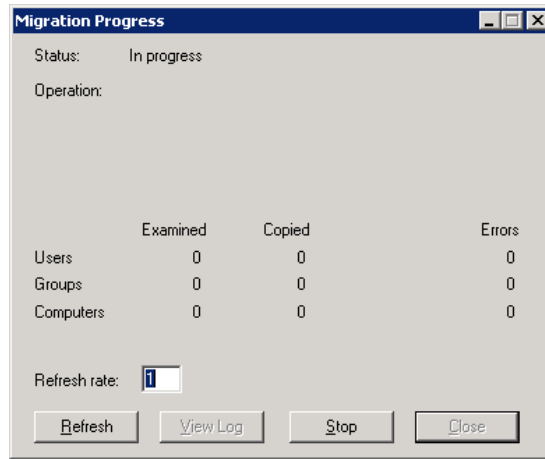 Migration Progress
Status: In progress
Operation:
Examined Copied Errors
Users 0 0 0
Groups 0 0 0
Computers 0 0 0
Refresh rate: 1
Refresh View Log Stop Close